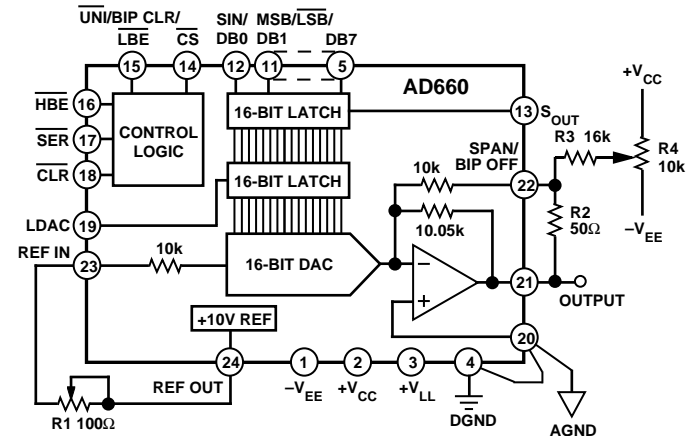 UNI/BIP CLR/
LBE
CS
SIN/
DB0
MSB/LSB/
DB1
DB7
15
14
12
11
5
AD660
HBE 16
SER 17
CLR 18
CONTROL
LOGIC
16-BIT LATCH
13 SOUT
+VCC
R3 16k
R4
10k
SPAN/
BIP OFF
10k
22
16-BIT LATCH
LDAC 19
10.05k
R2
50Ω
−VEE
REF IN
23
10k
16-BIT DAC
−
+
21
OUTPUT
+10V REF
20
24
1
2
3
4
REF OUT
−VEE
+VCC
+VLL
DGND
R1 100Ω
AGND